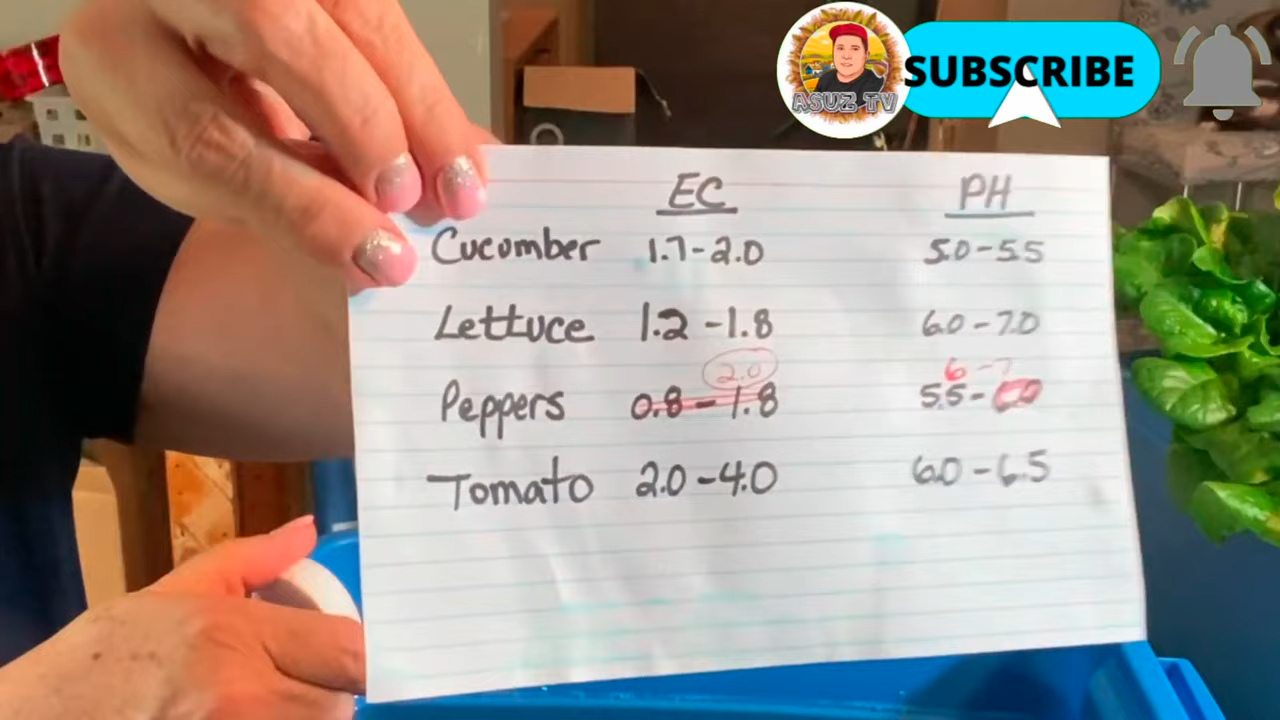 SUBSCRIBE
ASUZ TV
EC PH
Cucumber 1.7-2.0 5.0-5.5
Lettuce 1.2-1.8 6.0-7.0
2.0 6-7
Peppers 0.8-1.8 5.5-
Tomato 2.0-4.0 6.0-6.5